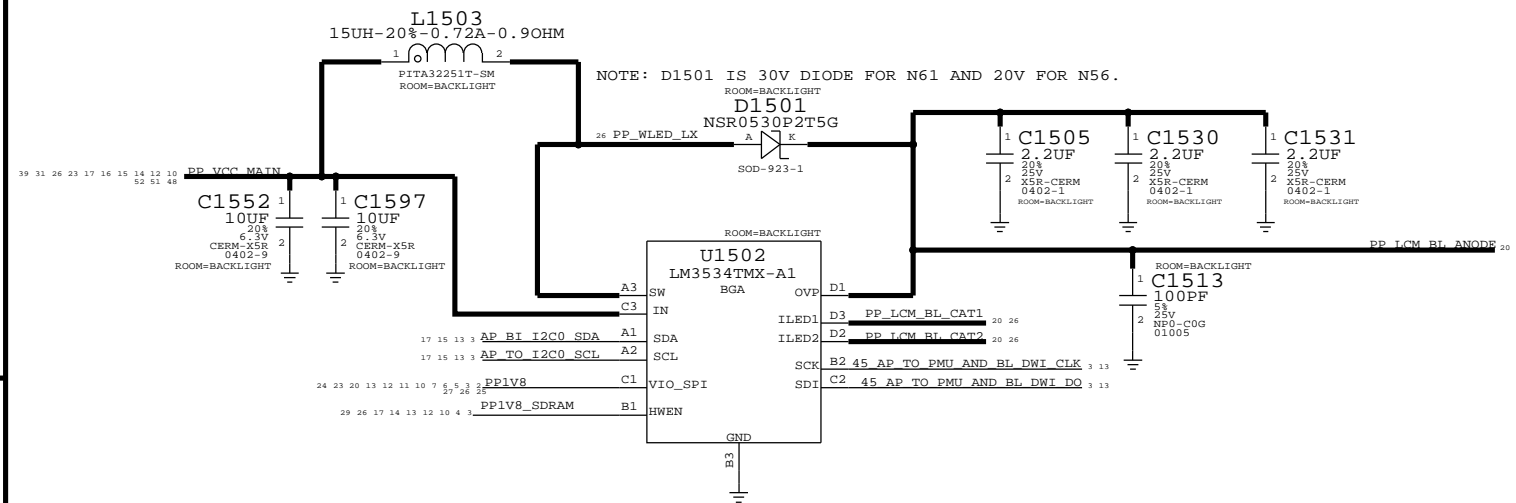 L1503
15UH-20%-0.72A-0.9OHM
1 2
PITA32251T-SM
ROOM=BACKLIGHT
NOTE: D1501 IS 30V DIODE FOR N61 AND 20V FOR N56.
ROOM=BACKLIGHT
D1501
NSR0530P2T5G
26 PP_WLED_LX
A K
SOD-923-1
1 C1505
2.2UF
20%
25V
2 X5R-CERM
0402-1
ROOM=BACKLIGHT
1 C1530
2.2UF
20%
25V
2 X5R-CERM
0402-1
ROOM=BACKLIGHT
1 C1531
2.2UF
20%
25V
2 X5R-CERM
0402-1
ROOM=BACKLIGHT
39 31 26 23 17 16 15 14 12 10 PP_VCC_MAIN
52 51 48
C1552 1
10UF
20%
6.3V
CERM-X5R 2
0402-9
ROOM=BACKLIGHT
1 C1597
10UF
20%
6.3V
2 CERM-X5R
0402-9
ROOM=BACKLIGHT
ROOM=BACKLIGHT
U1502
LM3534TMX-A1
BGA
A3 SW
C3 IN
17 15 13 3 AP_BI_I2C0_SDA A1 SDA
17 15 13 3 AP_TO_I2C0_SCL A2 SCL
24 23 20 13 12 11 10 7 6 5 3 2 PP1V8 C1 VIO_SPI
27 26 25
29 26 17 14 13 12 10 4 3 PP1V8_SDRAM B1 HWEN
OVP D1
ILED1 D3 PP_LCM_BL_CAT1 20 26
ILED2 D2 PP_LCM_BL_CAT2 20 26
SCK B2 45_AP_TO_PMU_AND_BL_DWI_CLK 3 13
SDI C2 45_AP_TO_PMU_AND_BL_DWI_DO 3 13
GND
B3
PP_LCM_BL_ANODE 20
ROOM=BACKLIGHT
1 C1513
100PF
5%
25V
2 NP0-C0G
01005